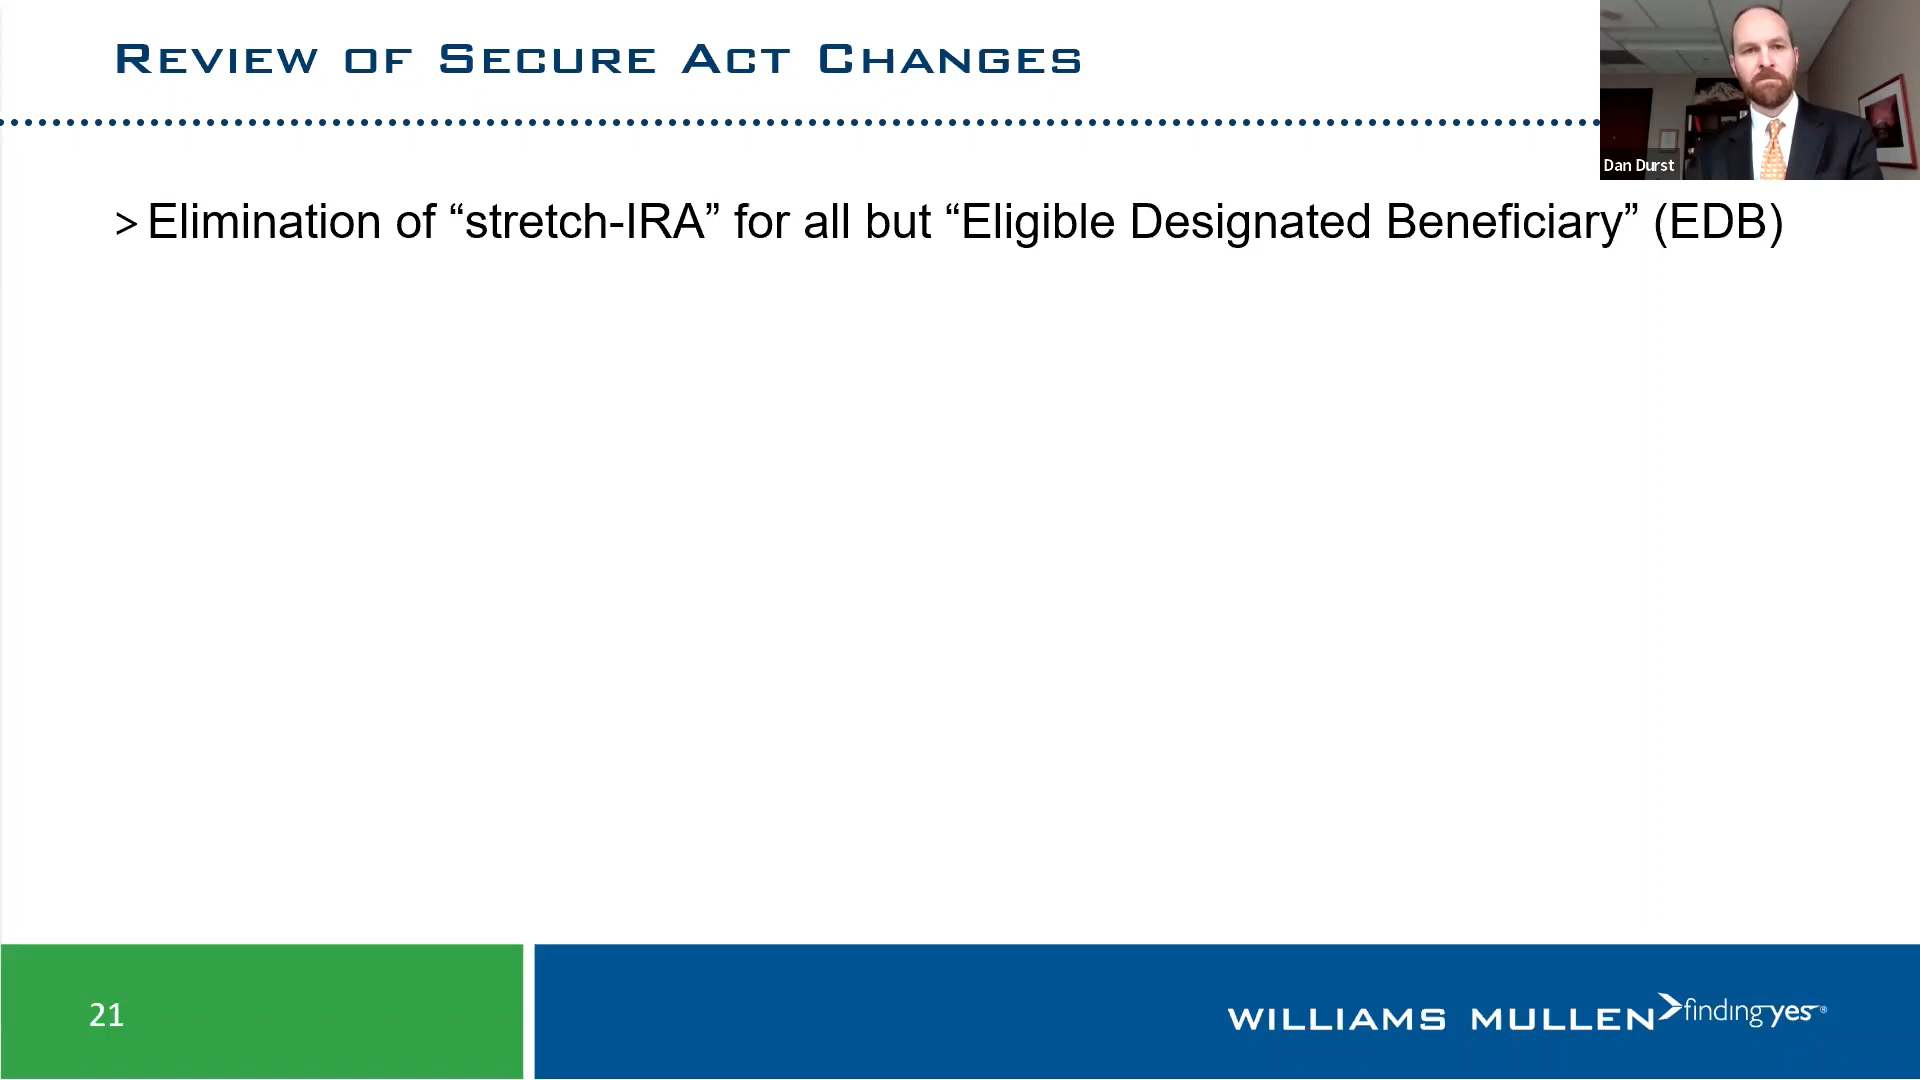 REVIEW OF SECURE ACT CHANGES
Dan Durst
> Elimination of “stretch-IRA” for all but “Eligible Designated Beneficiary” (EDB)
21
WILLIAMS MULLEN findingyes®